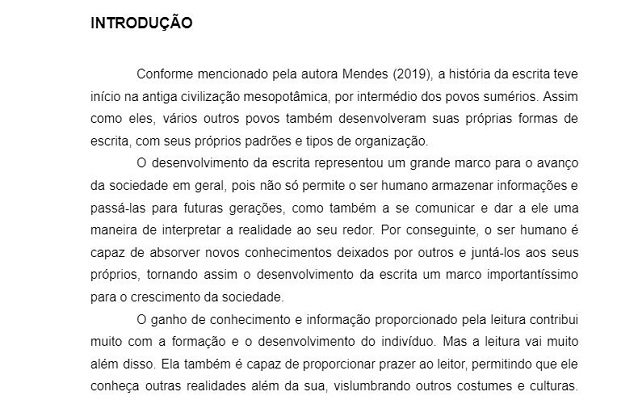 INTRODUÇÃO
Conforme mencionado pela autora Mendes (2019), a história da escrita teve
início na antiga civilização mesopotâmica, por intermédio dos povos sumérios. Assim
como eles, vários outros povos também desenvolveram suas próprias formas de
escrita, com seus próprios padrões e tipos de organização.
O desenvolvimento da escrita representou um grande marco para o avanço
da sociedade em geral, pois não só permite o ser humano armazenar informações e
passá-las para futuras gerações, como também a se comunicar e dar a ele uma
maneira de interpretar a realidade ao seu redor. Por conseguinte, o ser humano é
capaz de absorver novos conhecimentos deixados por outros e juntá-los aos seus
próprios, tornando assim o desenvolvimento da escrita um marco importantíssimo
para o crescimento da sociedade.
O ganho de conhecimento e informação proporcionado pela leitura contribui
muito com a formação e o desenvolvimento do indivíduo. Mas a leitura vai muito
além disso. Ela também é capaz de proporcionar prazer ao leitor, permitindo que ele
conheça outras realidades além da sua, vislumbrando outros costumes e culturas.